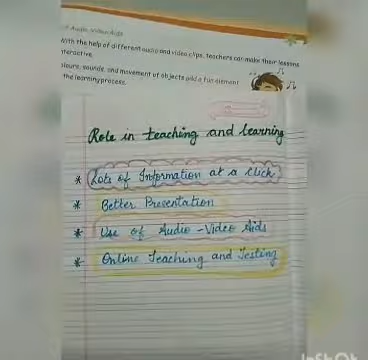 Audio-Video Aids
With the help of different audio and video clips, teachers can make their lessons
interactive.
Colours, sounds, and movement of objects add a fun element
the learning process.
Role in teaching and learning
* Lots of Information at a Click
* Better Presentation
* Use of Audio - Video Aids
* Online Teaching and Testing
InShOt